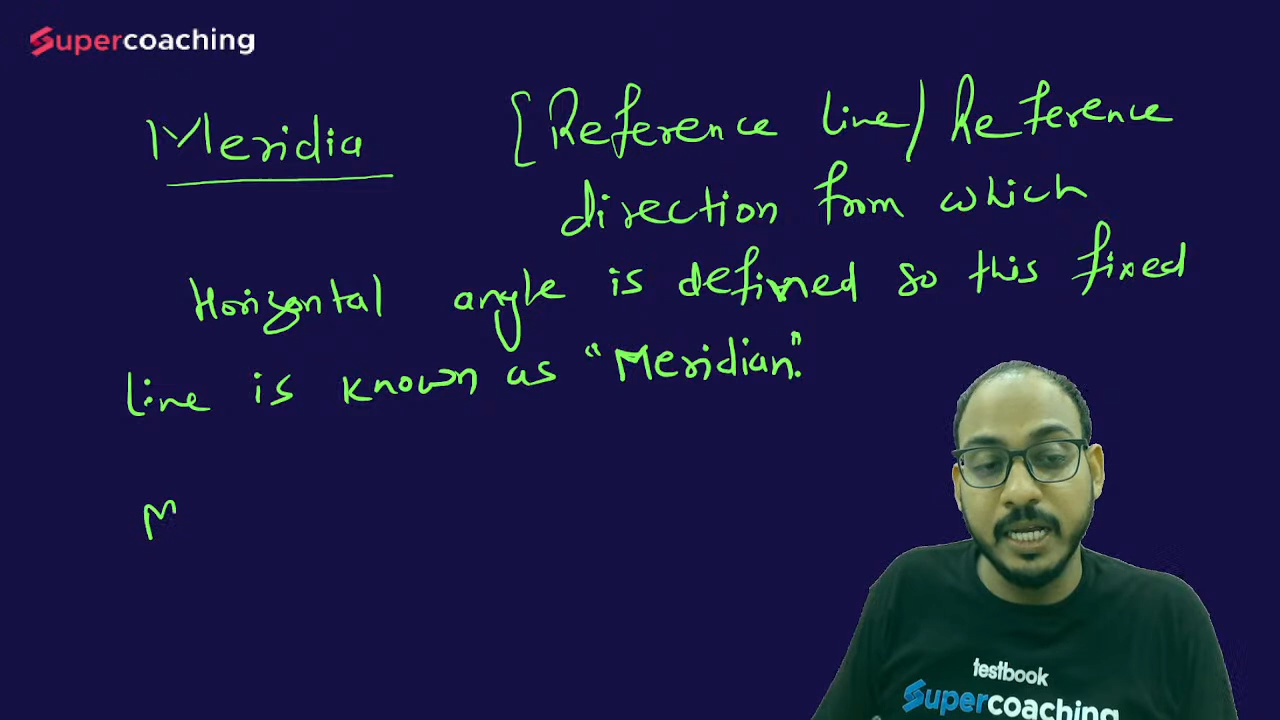 Supercoaching
Meridia [Reference line/Reference
direction from which
Horizontal angle is defined so this fixed
line is known as "Meridian."
M
testbook
Supercoaching